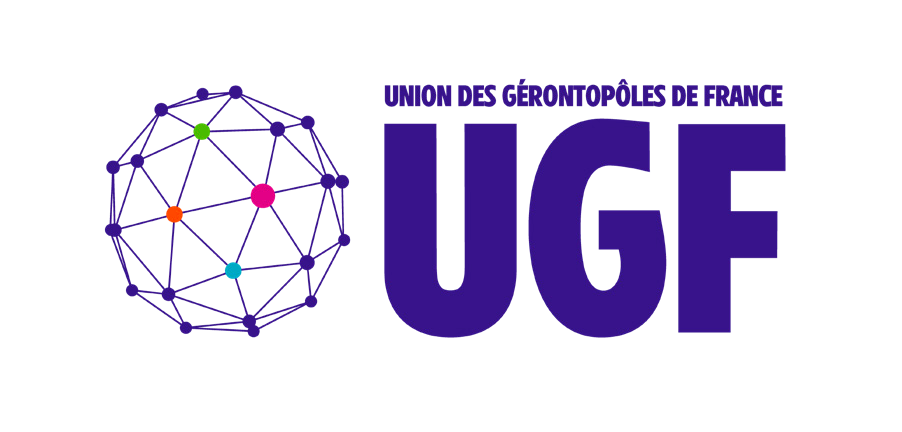 UNION DES GÉRONTOPÔLES DE FRANCE
UGF